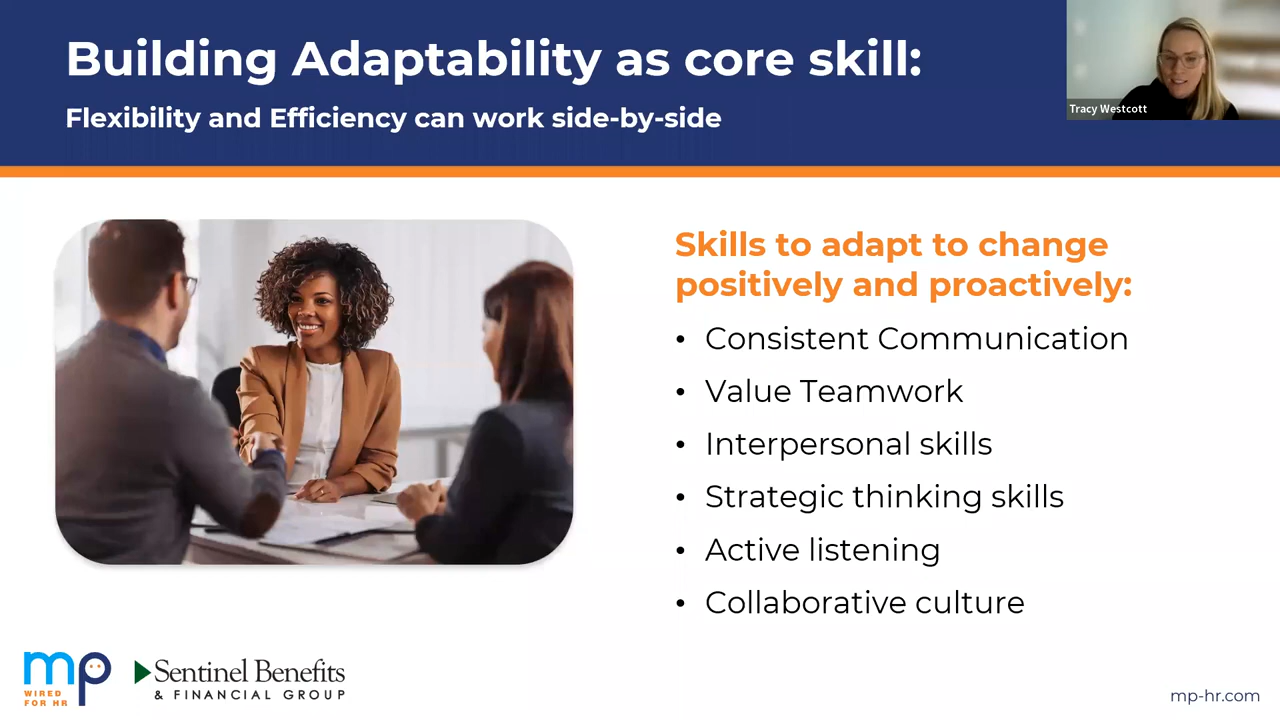 Building Adaptability as core skill:
Flexibility and Efficiency can work side-by-side
Tracy Westcott
Skills to adapt to change
positively and proactively:
• Consistent Communication
• Value Teamwork
• Interpersonal skills
• Strategic thinking skills
• Active listening
• Collaborative culture
mp
WIRED
FOR HR
Sentinel Benefits
& FINANCIAL GROUP
mp-hr.com